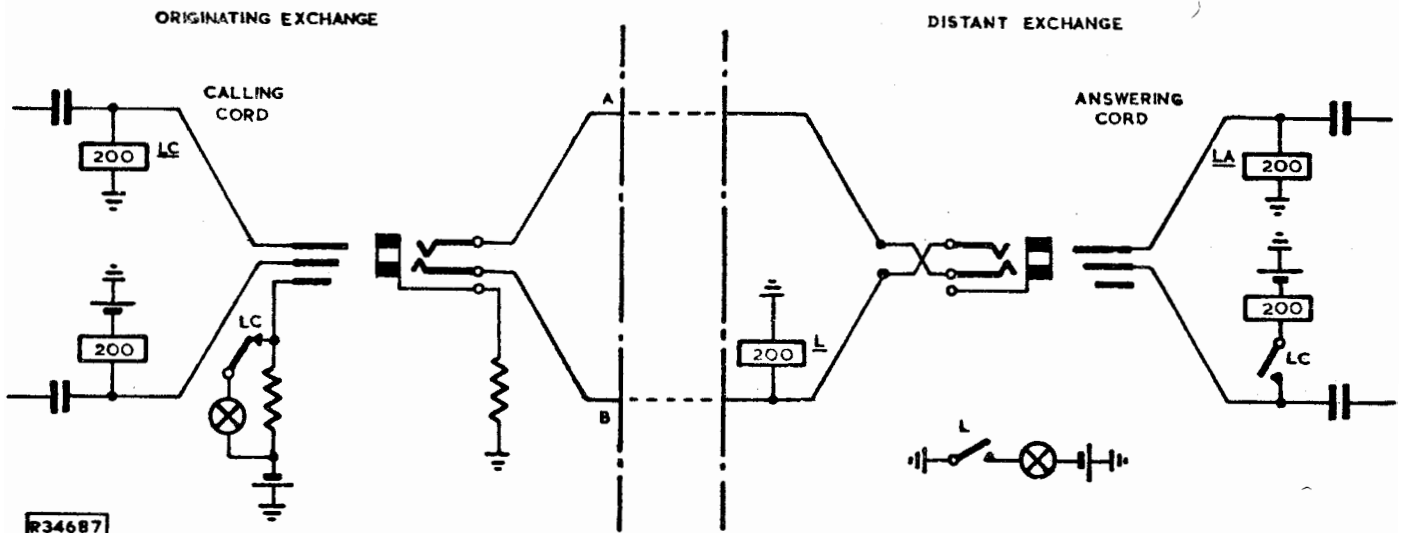 ORIGINATING EXCHANGE
DISTANT EXCHANGE
CALLING
CORD
A
ANSWERING
CORD
200 LC
LA 200
LC
200
200 L
200
LC
B
L
R34687